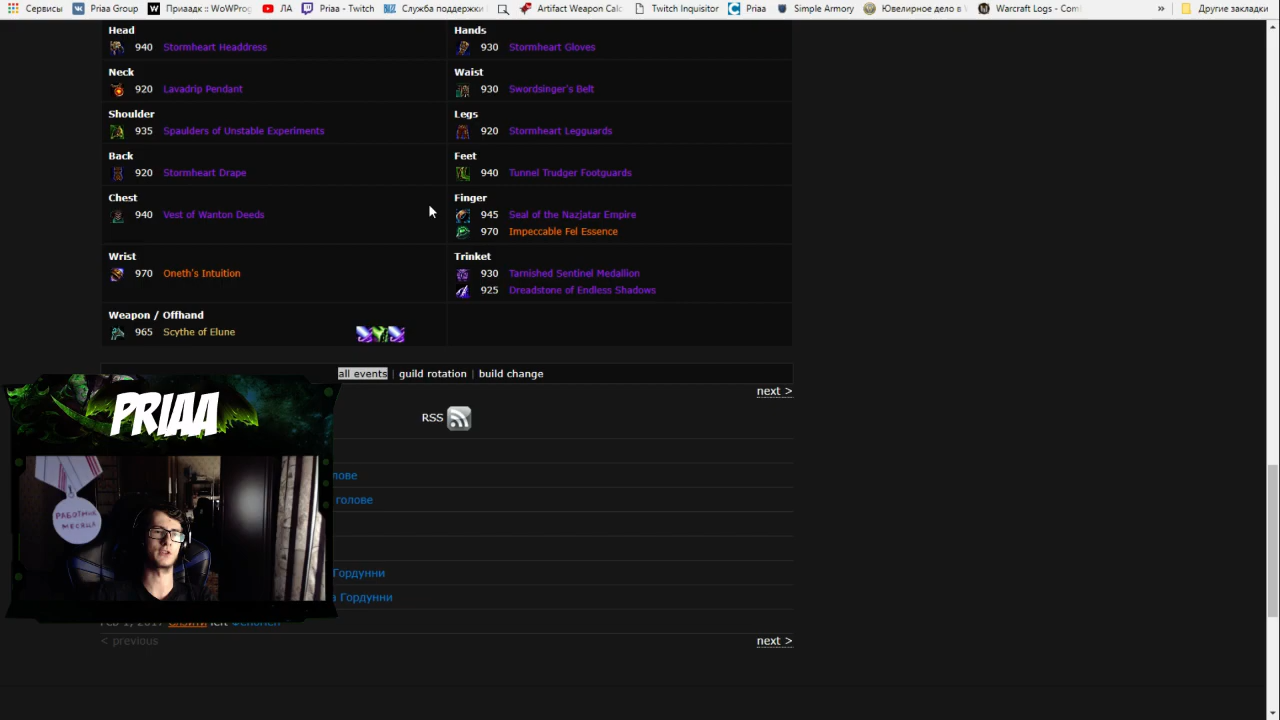 Сервисы Priaa Group Приаадк :: WoWProg ЛА Priaa - Twitch Служба поддержки Artifact Weapon Calc Twitch Inquisitor Priaa Simple Armory Ювелирное дело в Warcraft Logs - Com » Другие закладки
Head Hands
940 Stormheart Headdress 930 Stormheart Gloves
Neck Waist
920 Lavadrip Pendant 930 Swordsinger's Belt
Shoulder Legs
935 Spaulders of Unstable Experiments 920 Stormheart Legguards
Back Feet
920 Stormheart Drape 940 Tunnel Trudger Footguards
Chest Finger
940 Vest of Wanton Deeds 945 Seal of the Nazjatar Empire
970 Impeccable Fel Essence
Wrist Trinket
970 Oneth's Intuition 930 Tarnished Sentinel Medallion
925 Dreadstone of Endless Shadows
Weapon / Offhand
965 Scythe of Elune
all events | guild rotation | build change
next >
PRIAA
RSS
голове
РАБОТНИК
МЕСЯЦА
Гордунни
а Гордунни
left
< previous next >